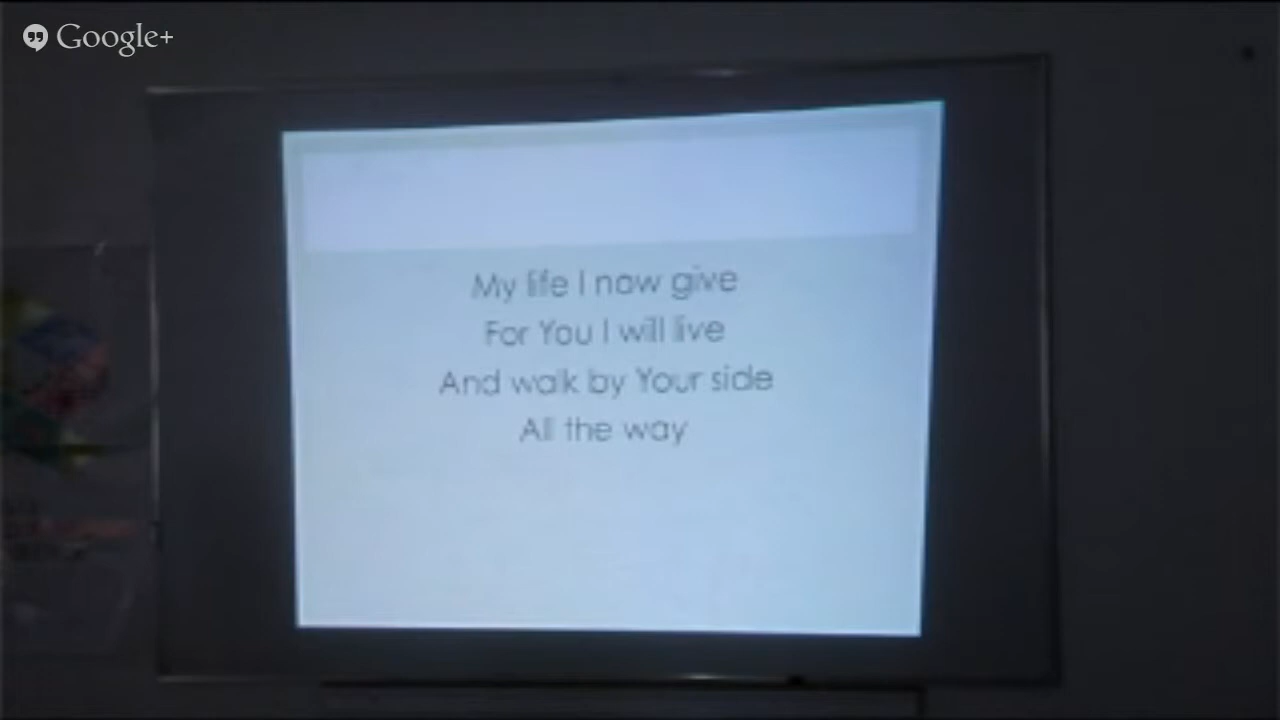 Google+
My life I now give
For You I will live
And walk by Your side
All the way